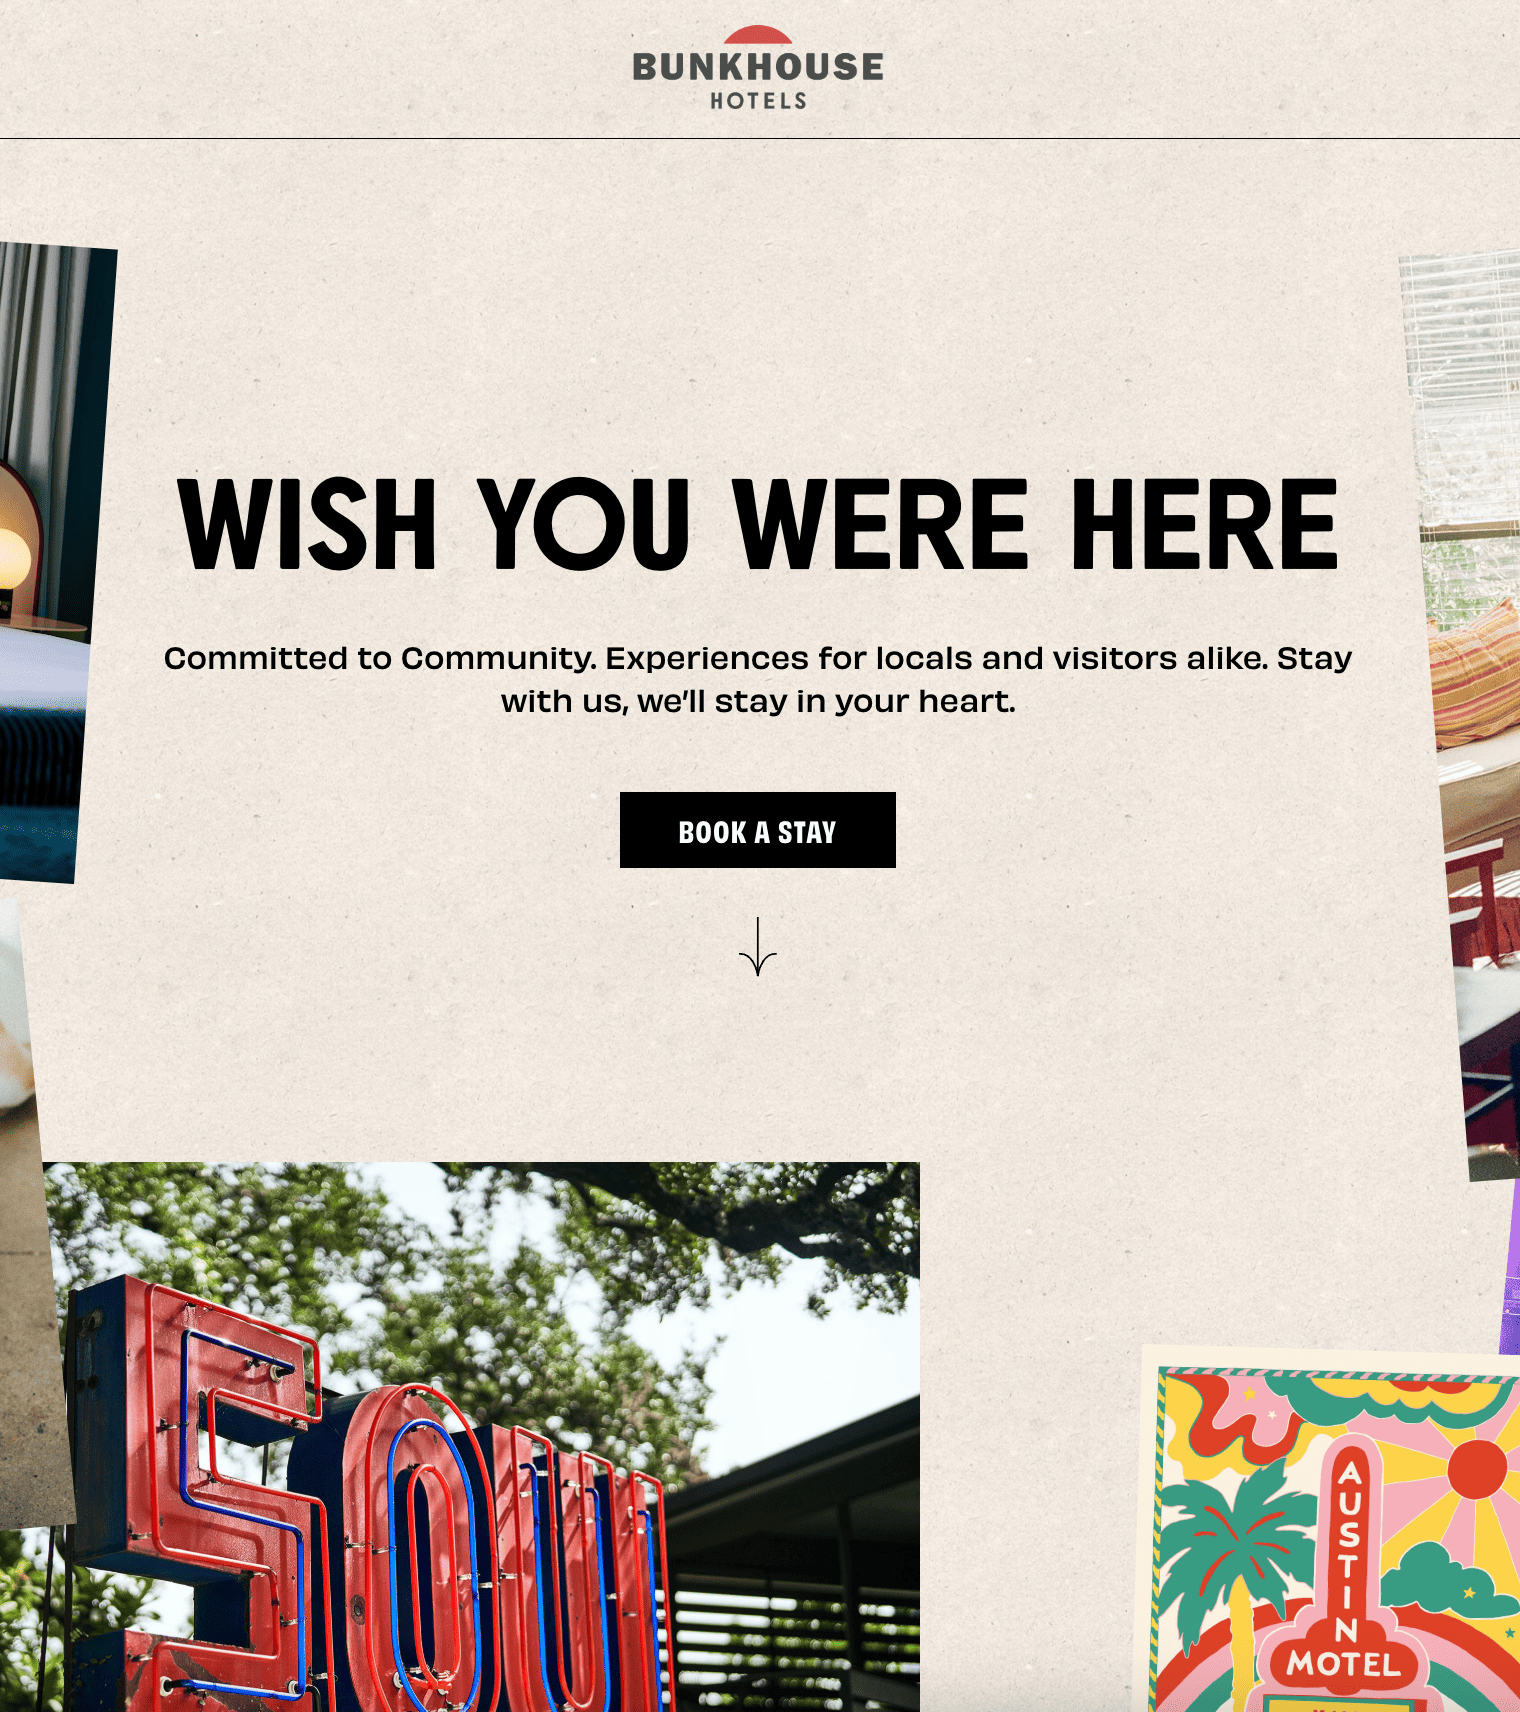 BUNKHOUSE
HOTELS
WISH YOU WERE HERE
Committed to Community. Experiences for locals and visitors alike. Stay
with us, we’ll stay in your heart.
BOOK A STAY
SOU
AUSTIN
MOTEL